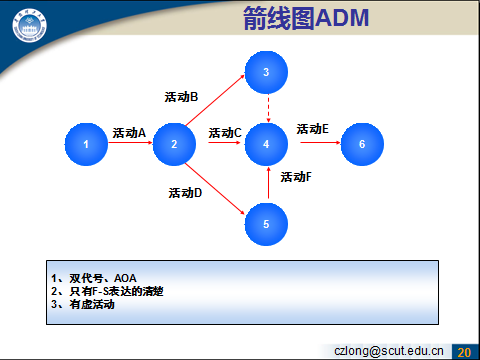 箭线图ADM
活动B
3
活动A
活动C
活动E
1
2
4
6
活动F
活动D
5
1、双代号、AOA
2、只有F-S表达的清楚
3、有虚活动
czlong@scut.edu.cn
20